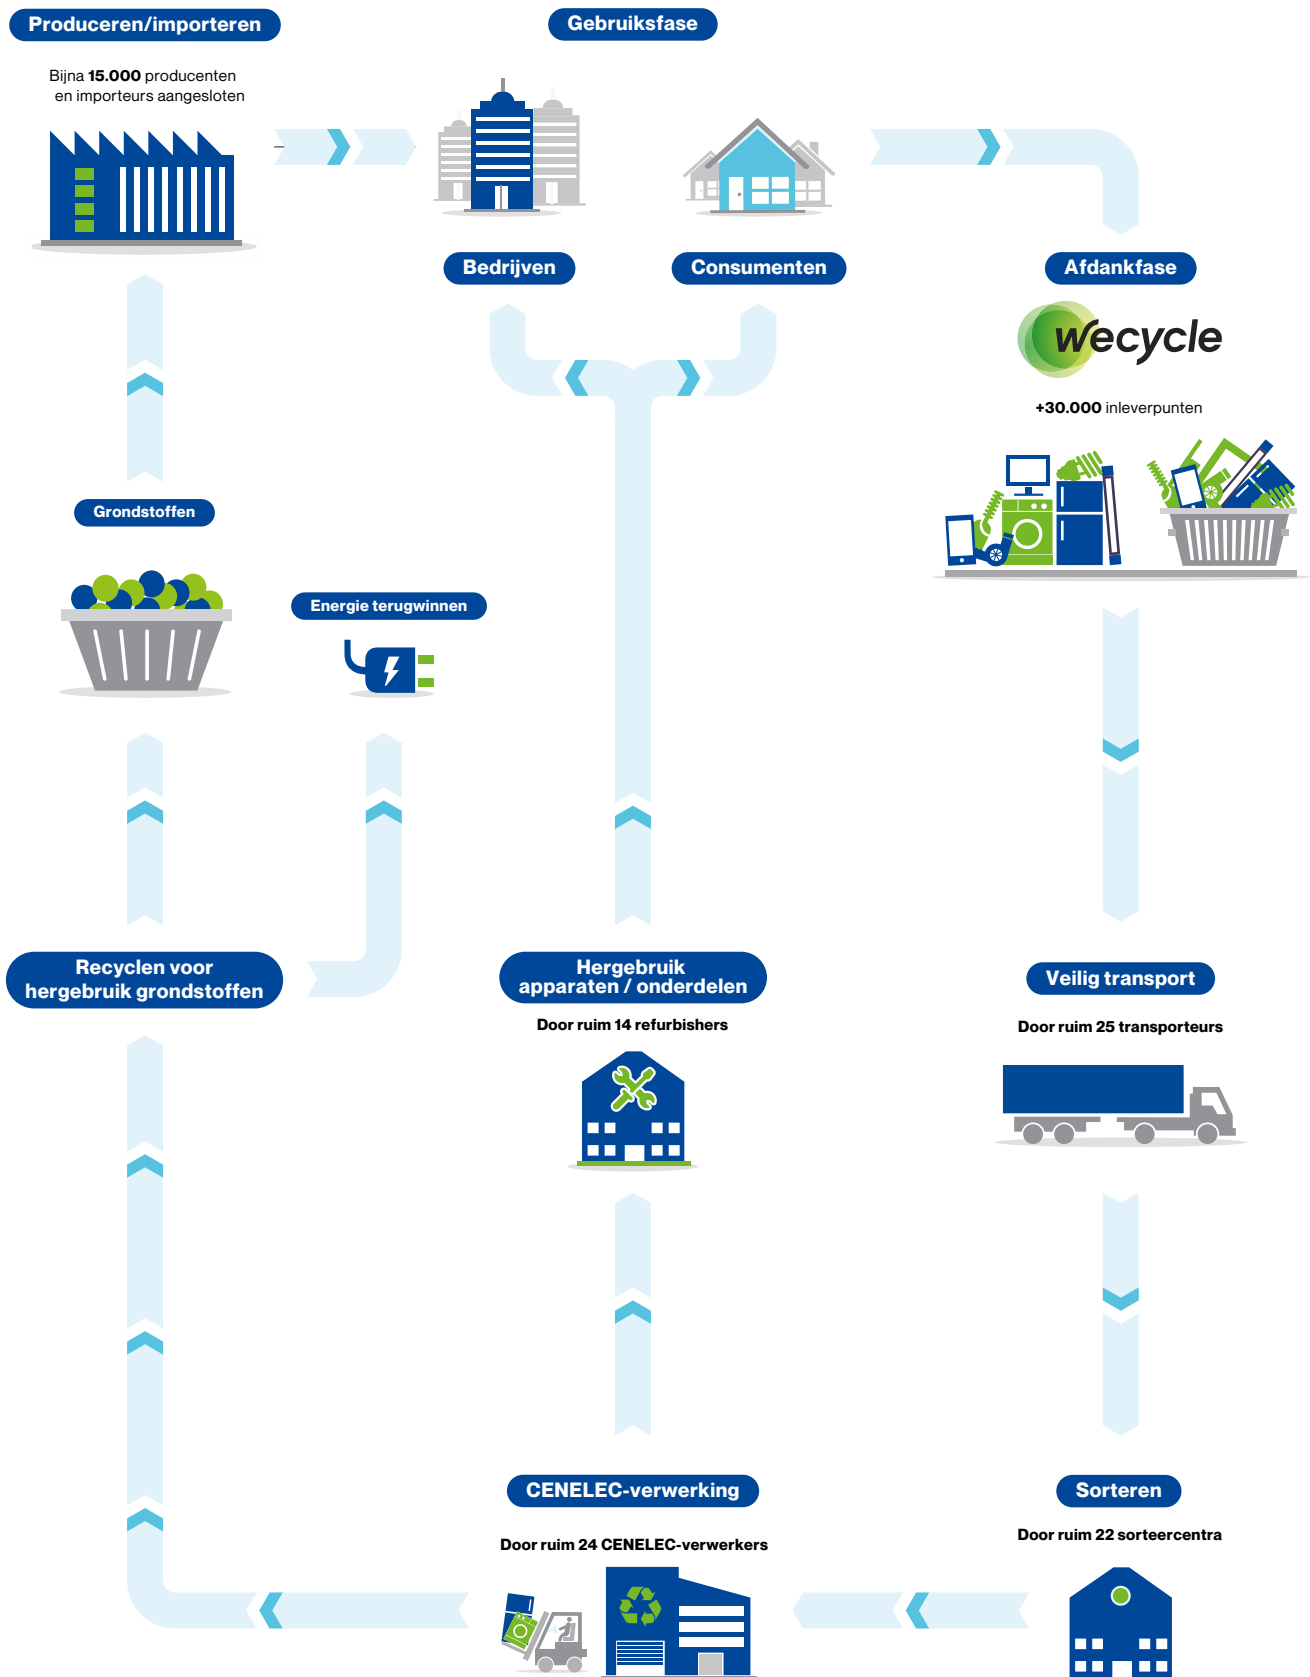 Produceren/importeren
Bijna 15.000 producenten
en importeurs aangesloten
Gebruiksfase
Bedrijven
Consumenten
Afdankfase
wecycle
+30.000 inleverpunten
Grondstoffen
Energie terugwinnen
Recyclen voor
hergebruik grondstoffen
Hergebruik
apparaten / onderdelen
Door ruim 14 refurbishers
Veilig transport
Door ruim 25 transporteurs
CENELEC-verwerking
Door ruim 24 CENELEC-verwerkers
Sorteren
Door ruim 22 sorteercentra